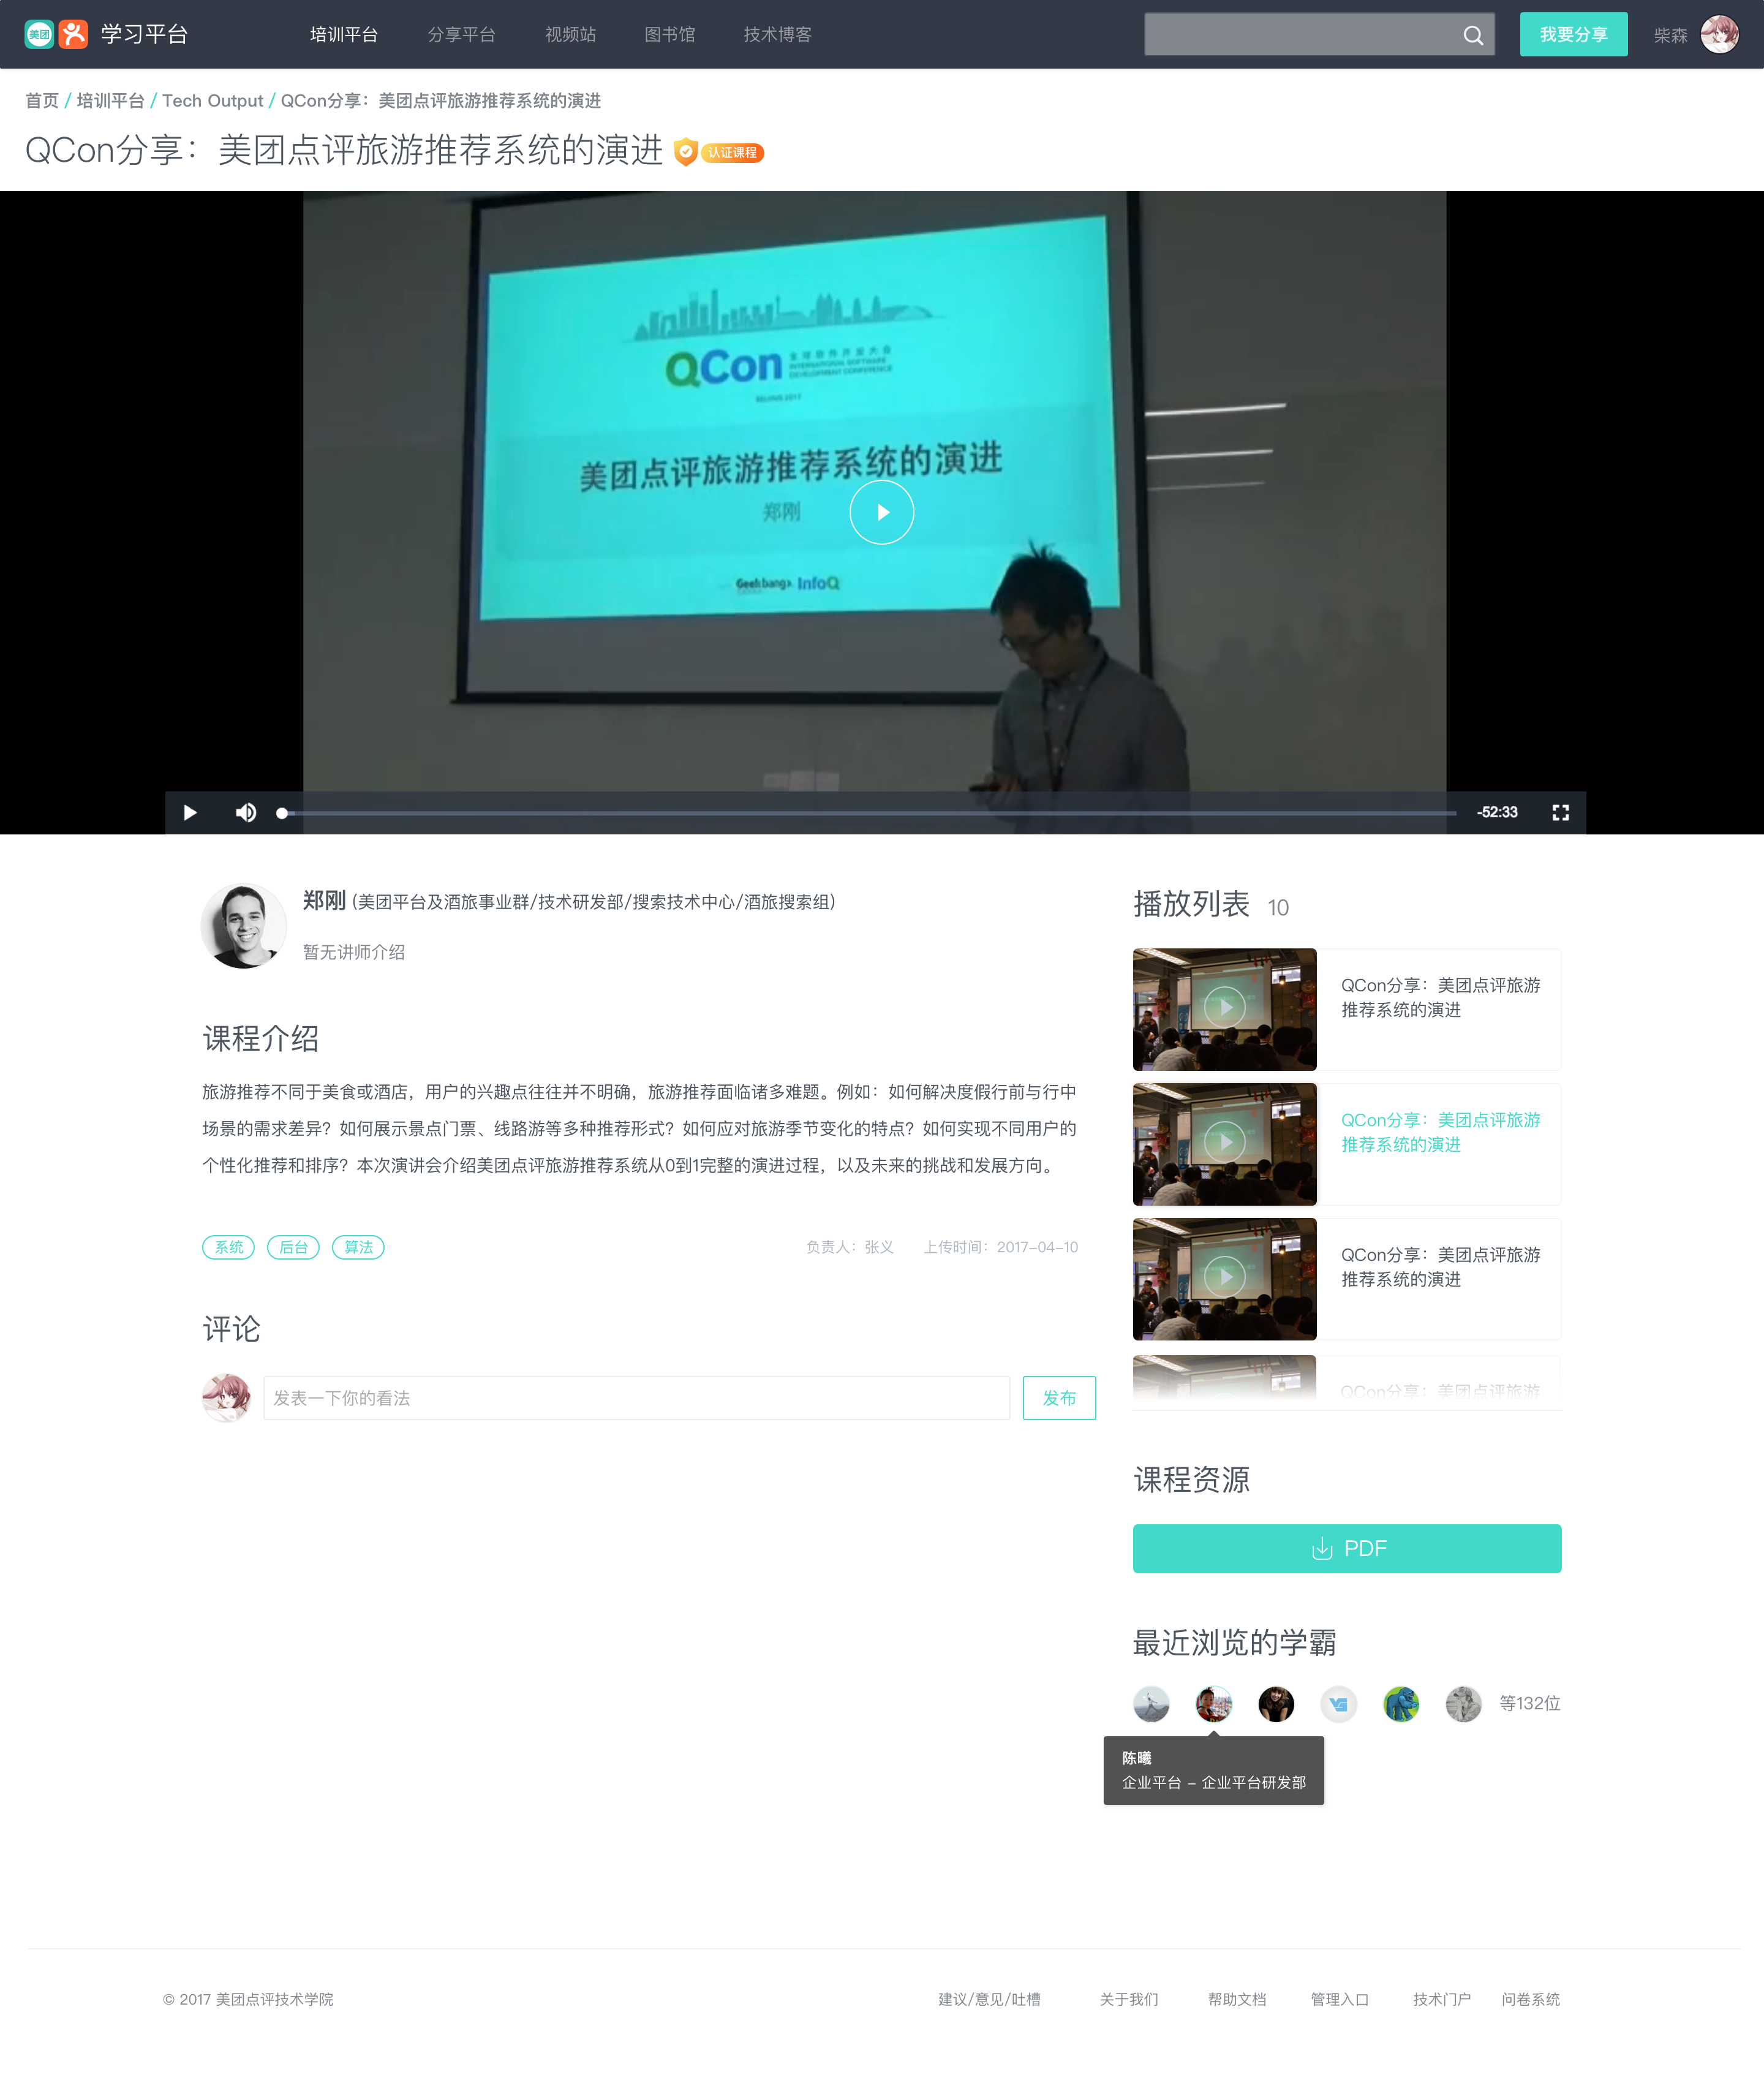 美团 学习平台
培训平台 分享平台 视频站 图书馆 技术博客
我要分享 柴森
首页 / 培训平台 / Tech Output / QCon分享：美团点评旅游推荐系统的演进
QCon分享：美团点评旅游推荐系统的演进 认证课程
QCon 全球软件开发大会
INTERNATIONAL SOFTWARE
DEVELOPMENT CONFERENCE
BEIJING 2017
美团点评旅游推荐系统的演进
郑刚
Geekbang. InfoQ
-52:33
郑刚 (美团平台及酒旅事业群/技术研发部/搜索技术中心/酒旅搜索组)
暂无讲师介绍
课程介绍
旅游推荐不同于美食或酒店，用户的兴趣点往往并不明确，旅游推荐面临诸多难题。例如：如何解决度假行前与行中
场景的需求差异？如何展示景点门票、线路游等多种推荐形式？如何应对旅游季节变化的特点？如何实现不同用户的
个性化推荐和排序？本次演讲会介绍美团点评旅游推荐系统从0到1完整的演进过程，以及未来的挑战和发展方向。
系统 后台 算法
负责人：张义 上传时间：2017-04-10
评论
发表一下你的看法 发布
播放列表 10
QCon分享：美团点评旅游
推荐系统的演进
QCon分享：美团点评旅游
推荐系统的演进
QCon分享：美团点评旅游
推荐系统的演进
QCon分享：美团点评旅游
课程资源
PDF
最近浏览的学霸
等132位
陈曦
企业平台 - 企业平台研发部
© 2017 美团点评技术学院
建议/意见/吐槽 关于我们 帮助文档 管理入口 技术门户 问卷系统